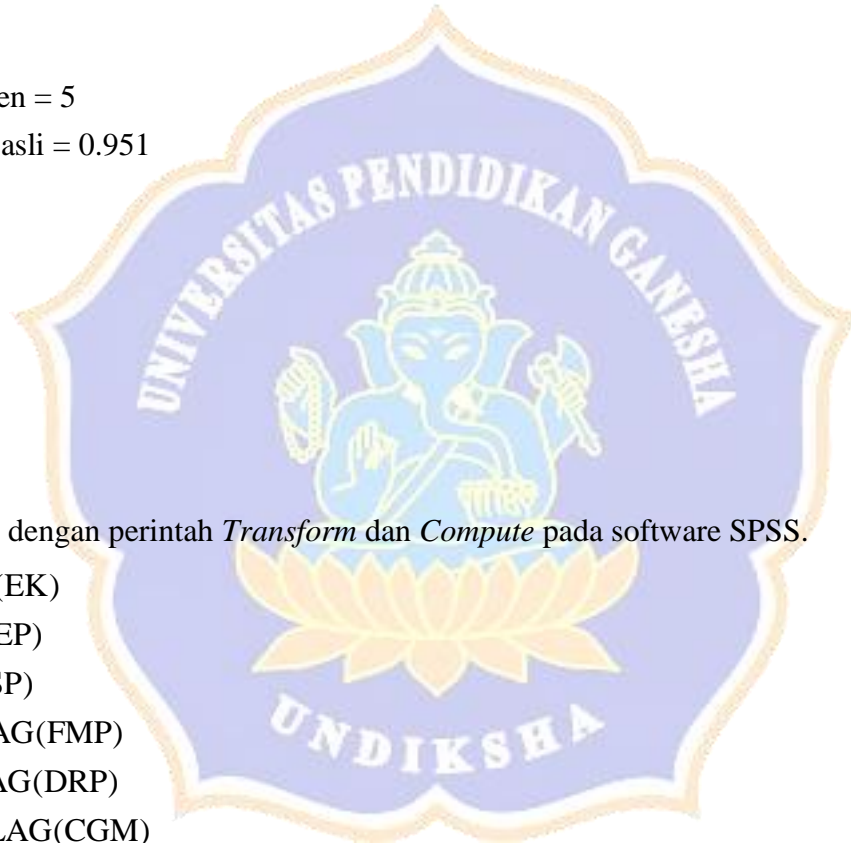 en = 5
asli = 0.951
UNIVERSITAS PENDIDIKAN GANESHA
dengan perintah Transform dan Compute pada software SPSS.
(EK)
EP)
SP)
UNDIKSHA
AG(FMP)
AG(DRP)
LAG(CGM)